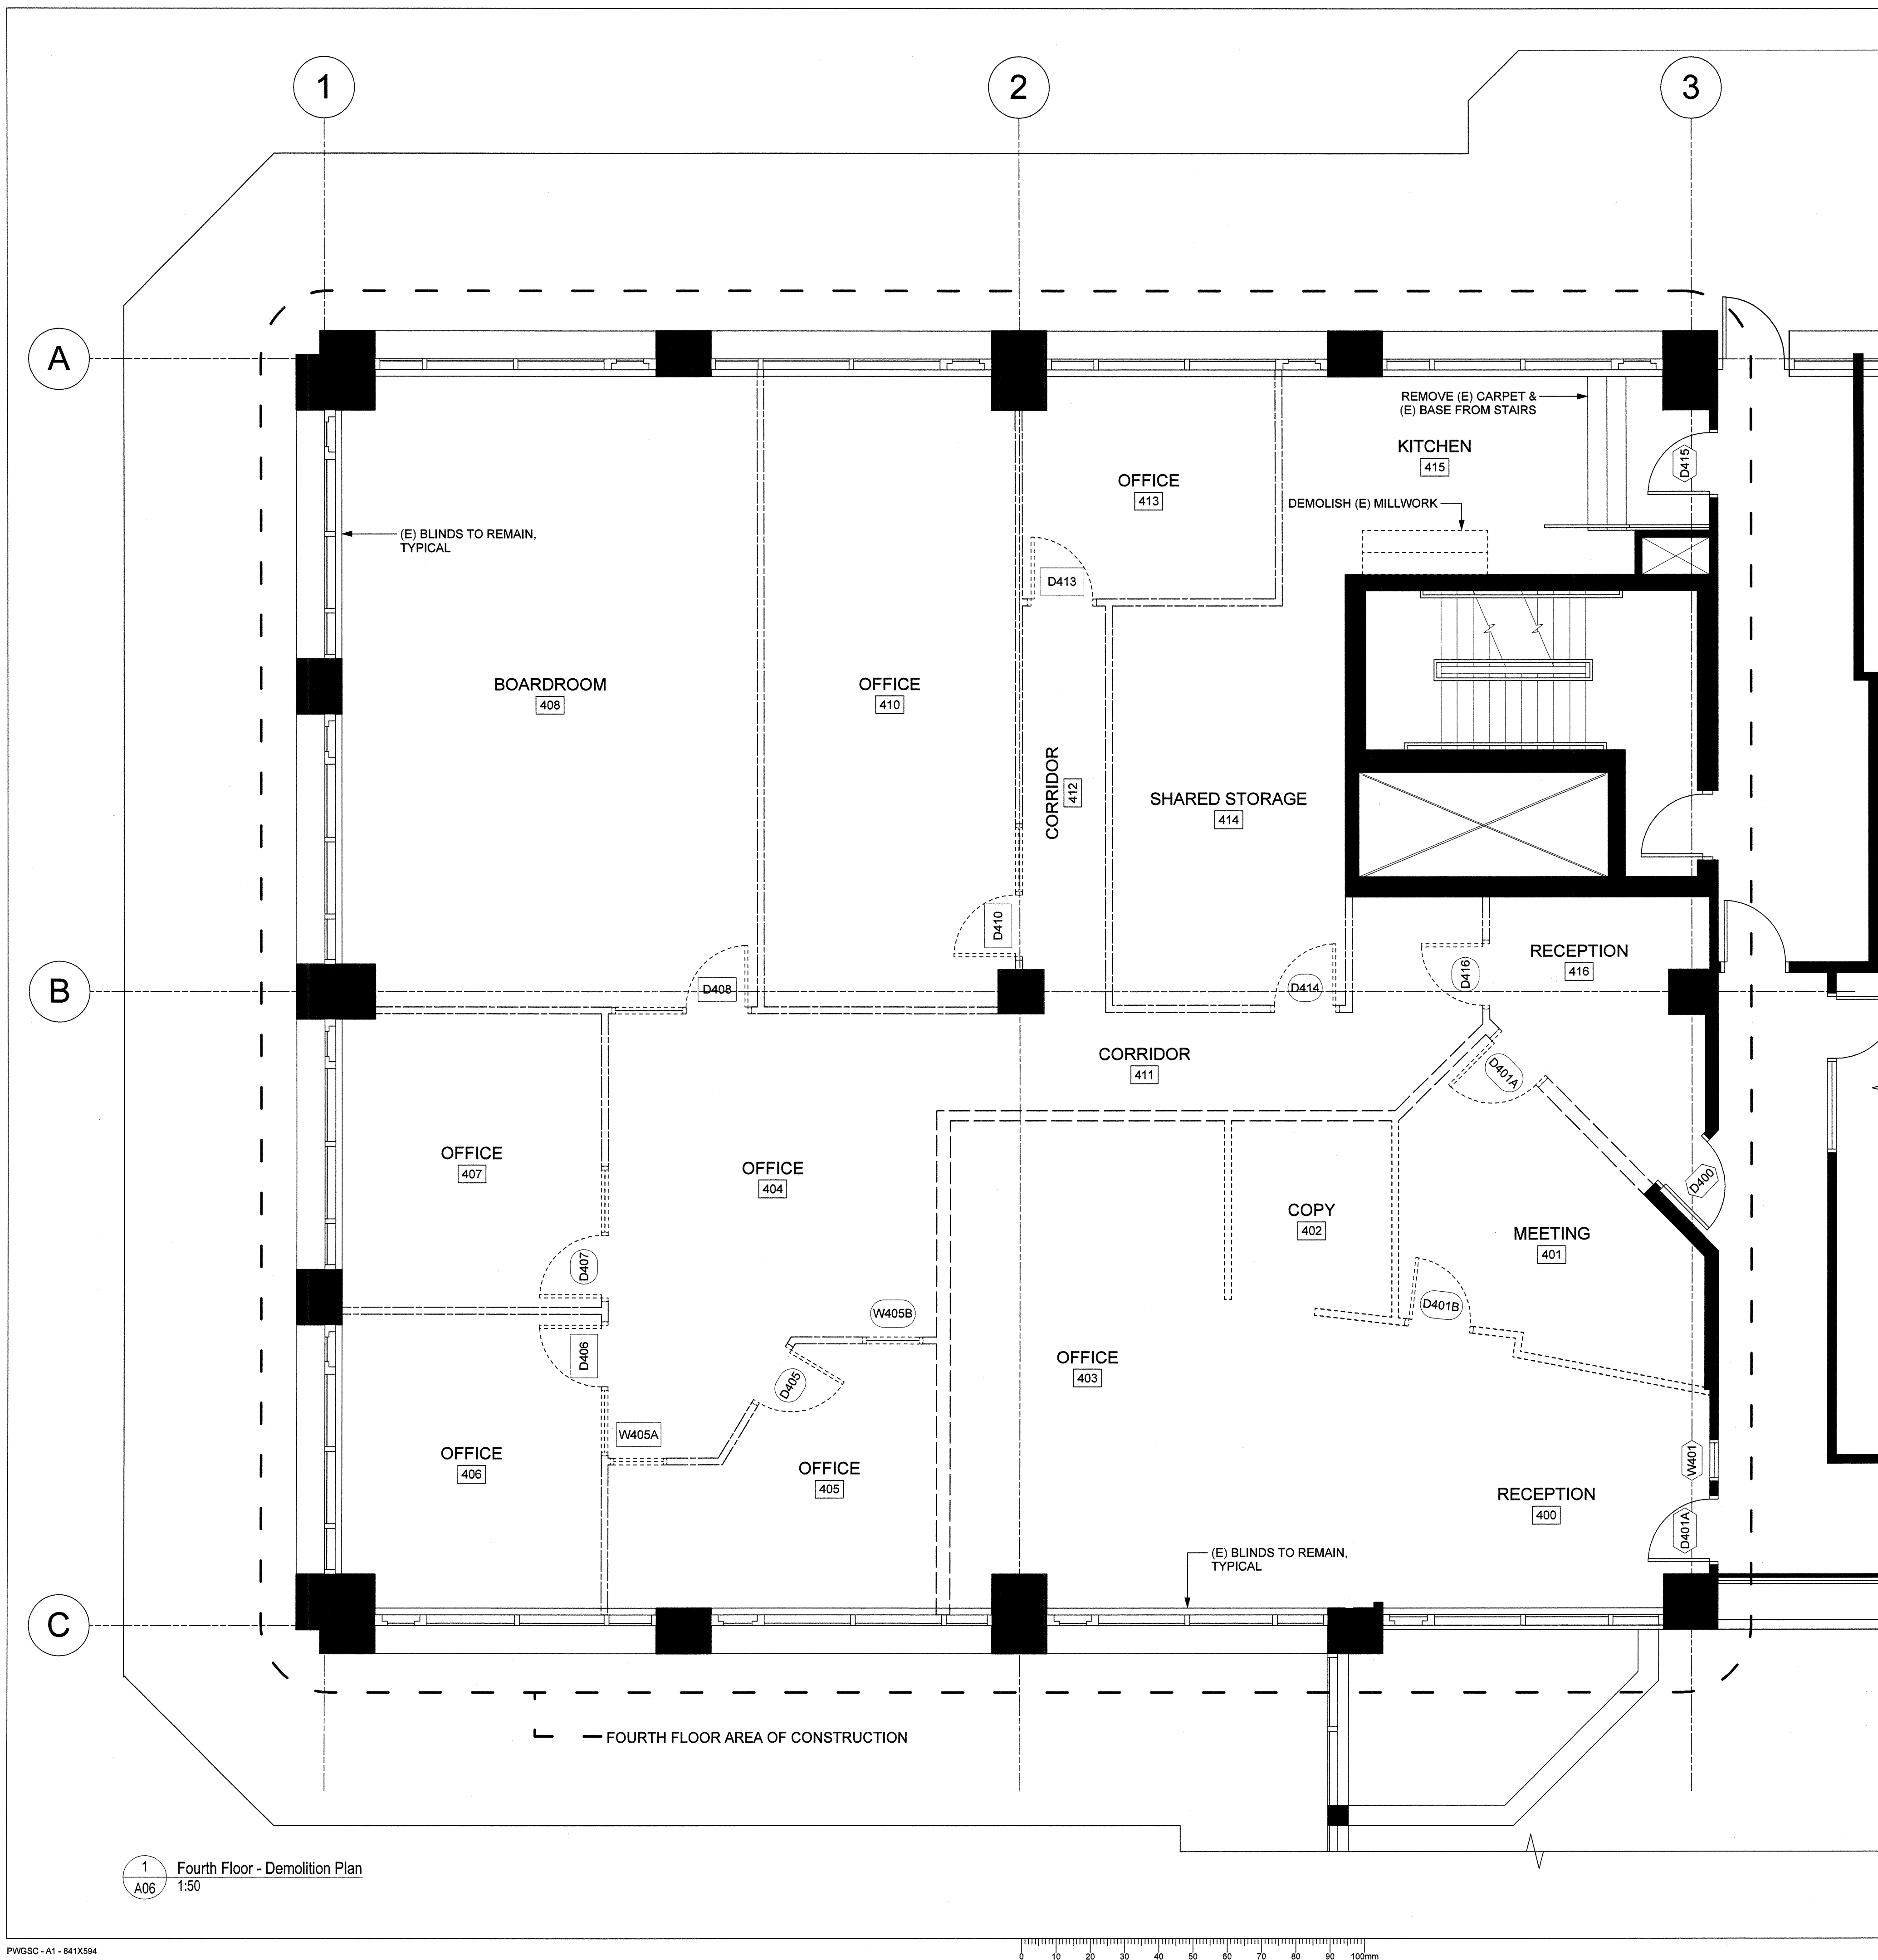 1
2
3
A
REMOVE (E) CARPET &
(E) BASE FROM STAIRS
KITCHEN
415
D415
OFFICE
413
DEMOLISH (E) MILLWORK
(E) BLINDS TO REMAIN,
TYPICAL
D413
BOARDROOM
408
OFFICE
410
CORRIDOR
412
SHARED STORAGE
414
D410
RECEPTION
416
D416
B
D408
D414
CORRIDOR
411
D401A
OFFICE
407
OFFICE
404
D400
COPY
402
MEETING
401
D407
W405B
D401B
D406
OFFICE
403
D405
W405A
OFFICE
406
OFFICE
405
W401
RECEPTION
400
D401A
(E) BLINDS TO REMAIN,
TYPICAL
C
FOURTH FLOOR AREA OF CONSTRUCTION
1
A06
Fourth Floor - Demolition Plan
1:50
PWGSC - A1 - 841X594
0 10 20 30 40 50 60 70 80 90 100mm